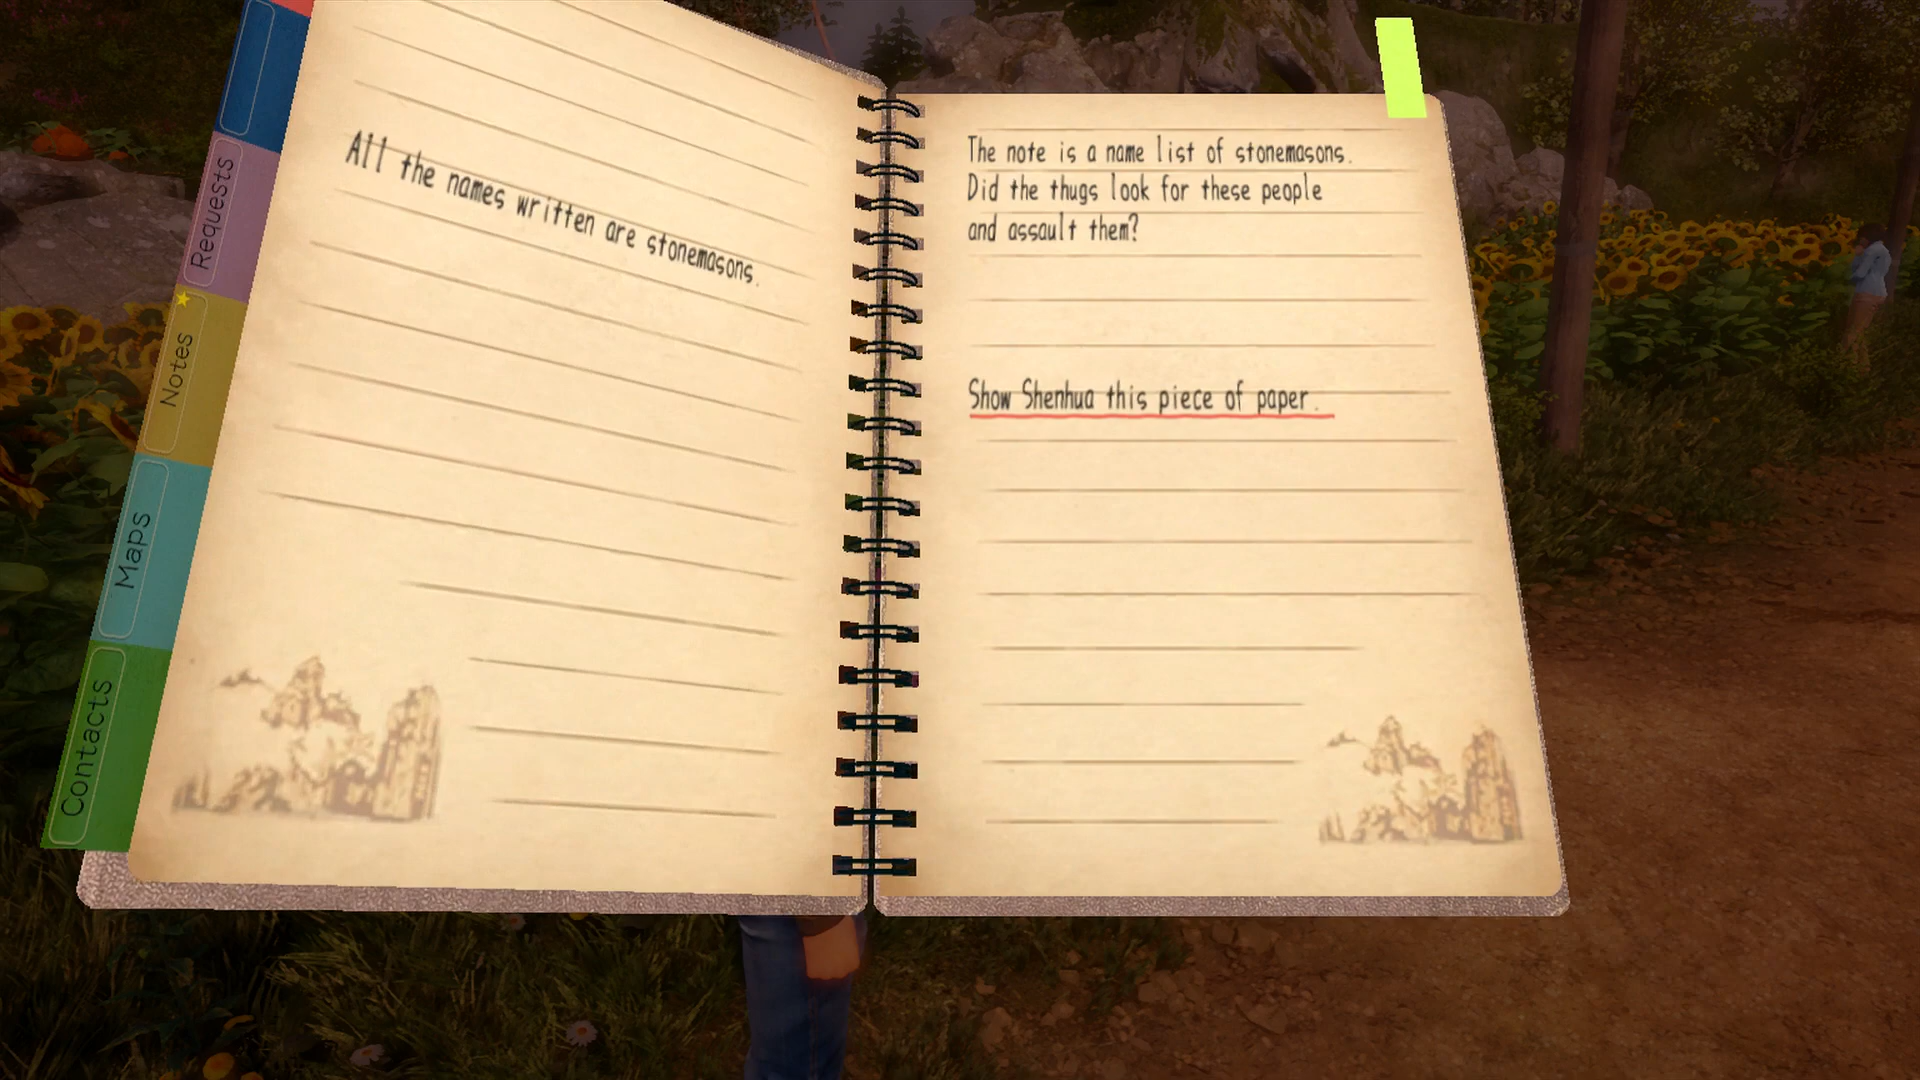 Requests
Notes
Maps
Contacts
All the names written are stonemasons.
The note is a name list of stonemasons.
Did the thugs look for these people
and assault them?
Show Shenhua this piece of paper.